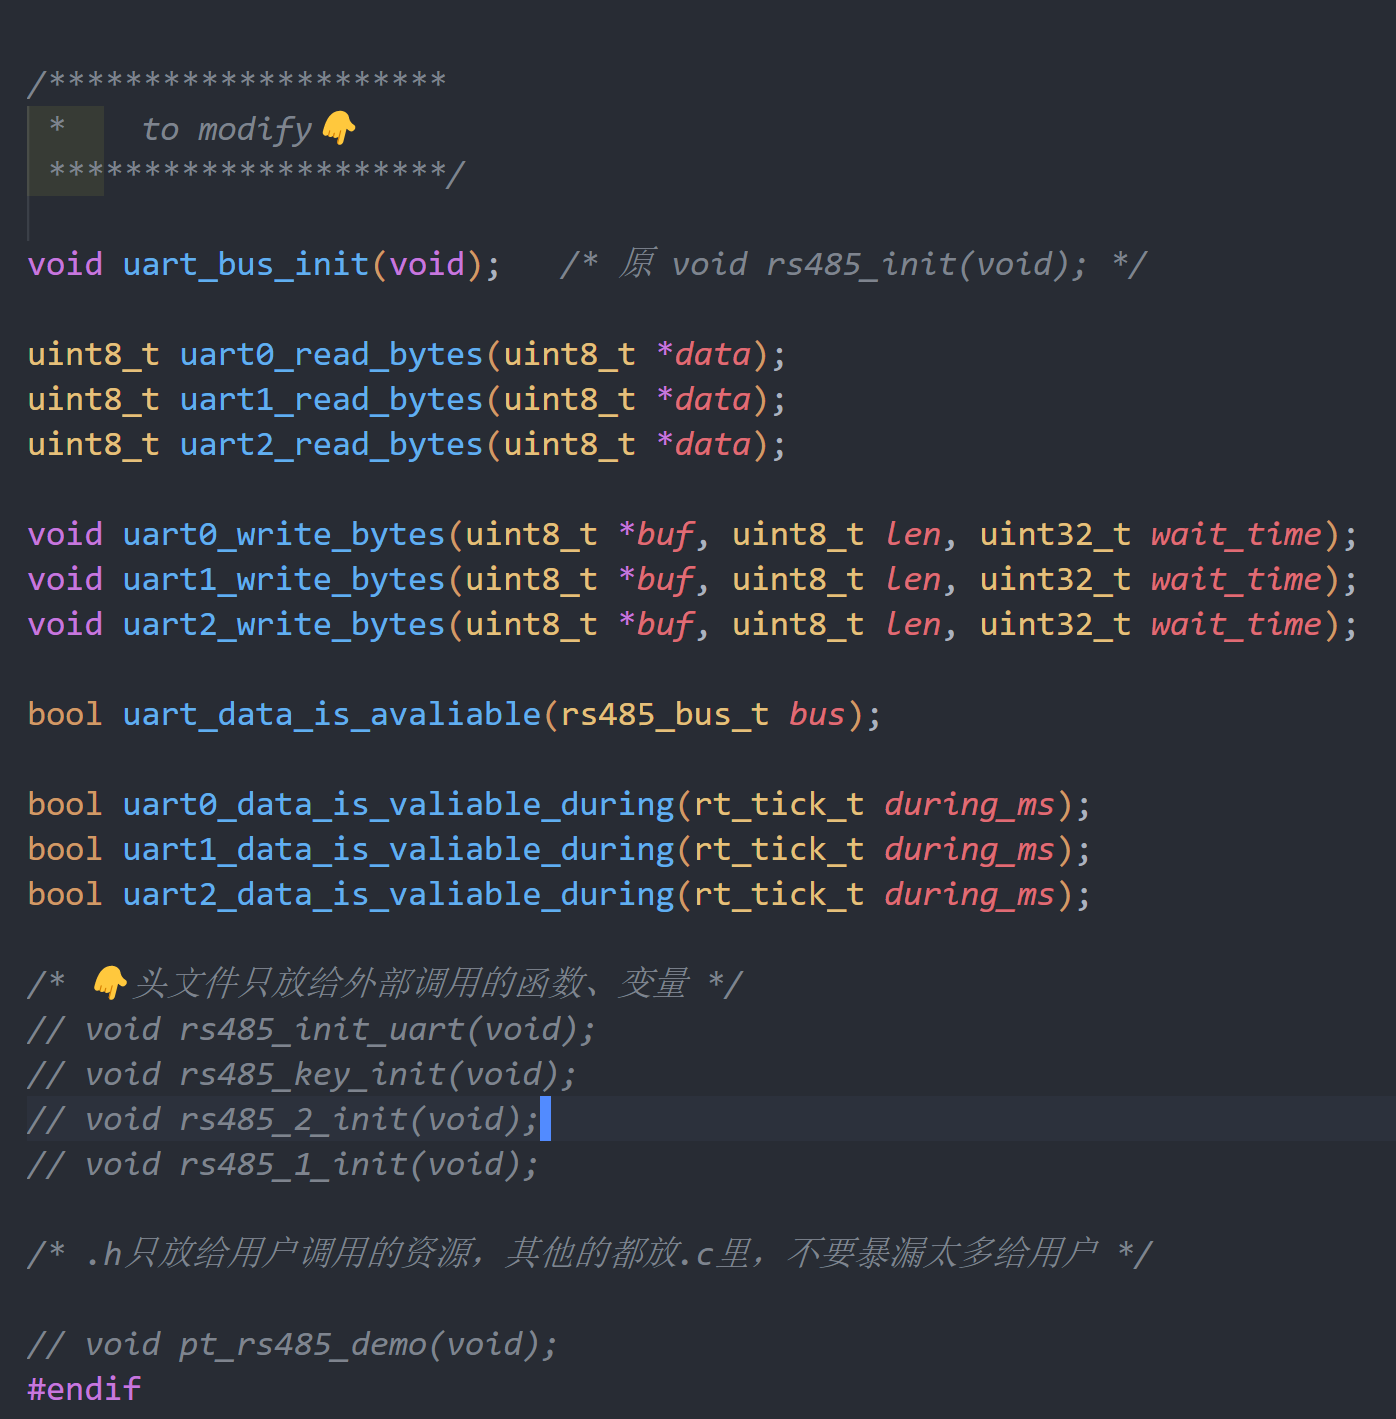 /*********************
 *    to modify👇
 *********************/
void uart_bus_init(void);   /* 原 void rs485_init(void); */
uint8_t uart0_read_bytes(uint8_t *data);
uint8_t uart1_read_bytes(uint8_t *data);
uint8_t uart2_read_bytes(uint8_t *data);
void uart0_write_bytes(uint8_t *buf, uint8_t len, uint32_t wait_time);
void uart1_write_bytes(uint8_t *buf, uint8_t len, uint32_t wait_time);
void uart2_write_bytes(uint8_t *buf, uint8_t len, uint32_t wait_time);
bool uart_data_is_avaliable(rs485_bus_t bus);
bool uart0_data_is_valiable_during(rt_tick_t during_ms);
bool uart1_data_is_valiable_during(rt_tick_t during_ms);
bool uart2_data_is_valiable_during(rt_tick_t during_ms);
/* 👇头文件只放给外部调用的函数、变量 */
// void rs485_init_uart(void);
// void rs485_key_init(void);
// void rs485_2_init(void);
// void rs485_1_init(void);
/* .h只放给用户调用的资源，其他的都放.c里，不要暴漏太多给用户 */
// void pt_rs485_demo(void);
#endif